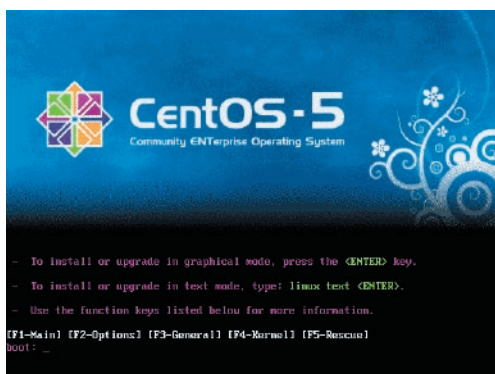 CentOS - 5
Community ENTerprise Operating System
- To install or upgrade in graphical mode, press the <ENTER> key.
- To install or upgrade in text mode, type: linux text <ENTER>.
- Use the function keys listed below for more information.
[F1-Main] [F2-Options] [F3-General] [F4-Kernel] [F5-Rescue]
boot: _